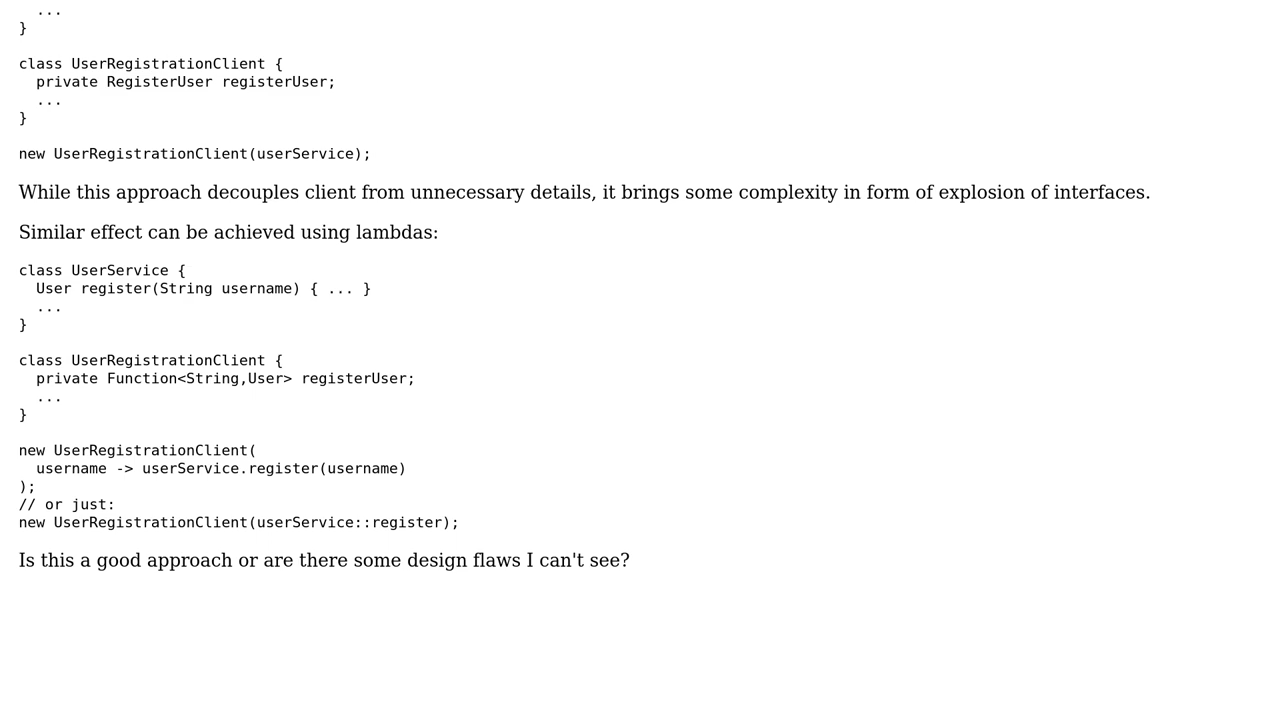 ...
}

class UserRegistrationClient {
  private RegisterUser registerUser;
  ...
}

new UserRegistrationClient(userService);

While this approach decouples client from unnecessary details, it brings some complexity in form of explosion of interfaces.

Similar effect can be achieved using lambdas:

class UserService {
  User register(String username) { ... }
  ...
}

class UserRegistrationClient {
  private Function<String,User> registerUser;
  ...
}

new UserRegistrationClient(
  username -> userService.register(username)
);
// or just:
new UserRegistrationClient(userService::register);

Is this a good approach or are there some design flaws I can't see?